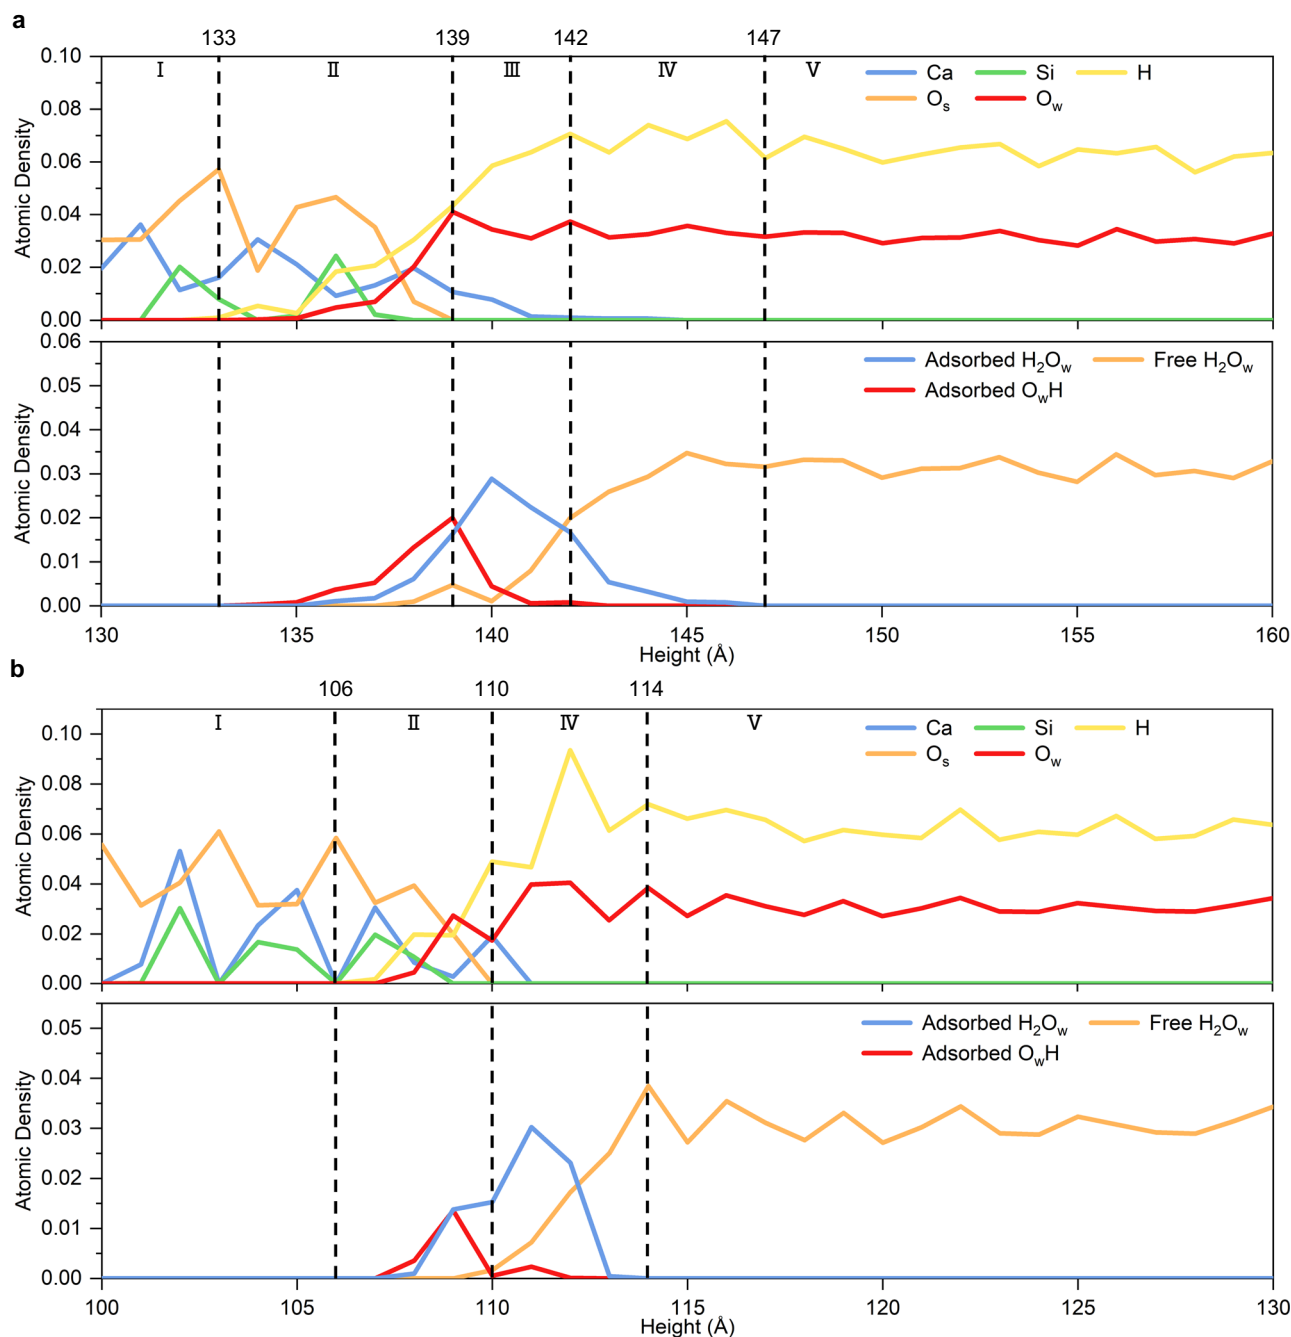 a
133 139 142 147
0.10 Ⅰ Ⅱ Ⅲ Ⅳ Ⅴ Ca Si H
Os Ow
0.08
0.06
0.04
0.02
0.00
Atomic Density
0.06
Adsorbed H2Ow Free H2Ow
0.05
Adsorbed OwH
0.04
0.03
0.02
0.01
0.00
Atomic Density
130 135 140 145 150 155 160
Height (Å)
b
106 110 114
Ⅰ Ⅱ Ⅳ Ⅴ Ca Si H
0.10
Os Ow
0.08
0.06
0.04
0.02
0.00
Atomic Density
Adsorbed H2Ow Free H2Ow
0.05
Adsorbed OwH
0.04
0.03
0.02
0.01
0.00
Atomic Density
100 105 110 115 120 125 130
Height (Å)